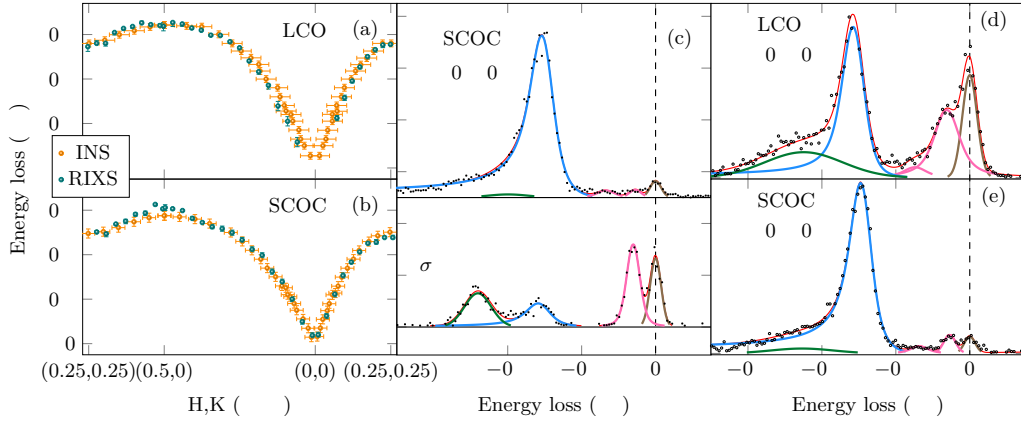 LCO (a)
0
0
0
Energy loss ( )
INS
RIXS
SCOC
(b)
0
0
0
(0.25,0.25)
(0.5,0)
(0,0)
(0.25,0.25)
H,K ( )
SCOC (c)
0 0
σ
−0
−0
0
Energy loss ( )
LCO (d)
0 0
SCOC (e)
0 0
−0
−0
−0
0
Energy loss ( )